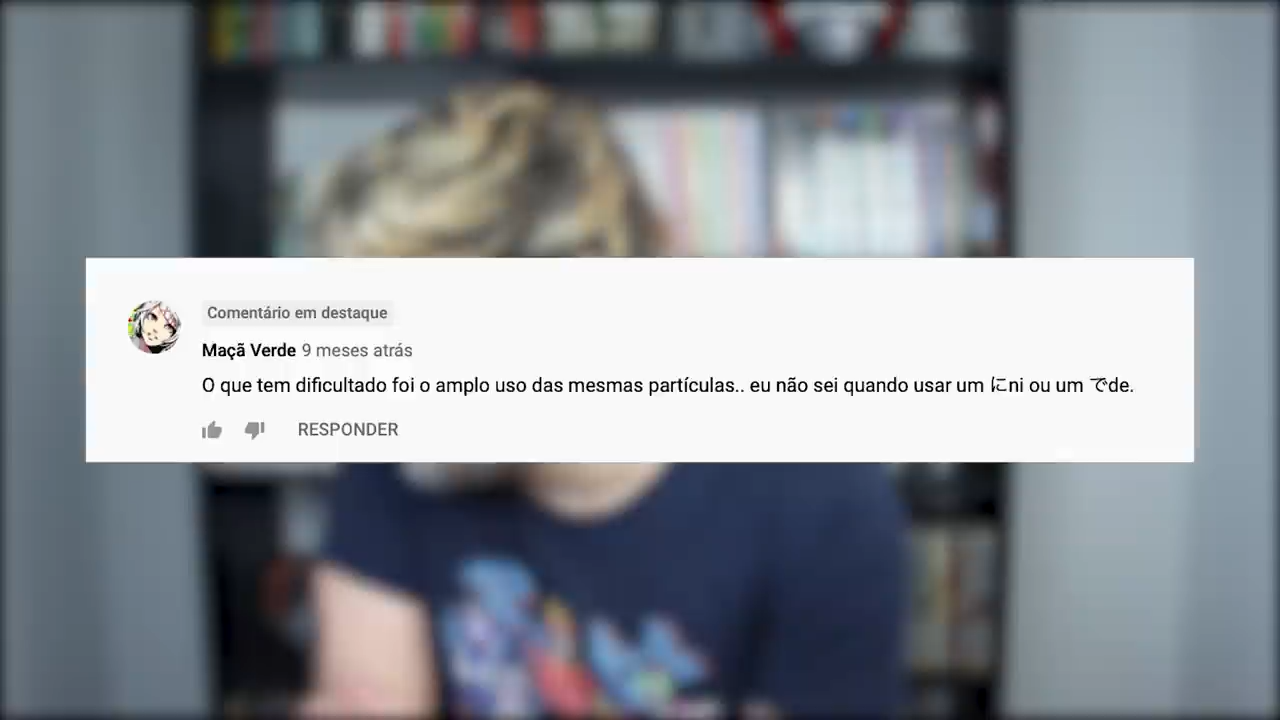 Comentário em destaque
Maçã Verde 9 meses atrás
O que tem dificultado foi o amplo uso das mesmas partículas.. eu não sei quando usar um にni ou um でde.
RESPONDER